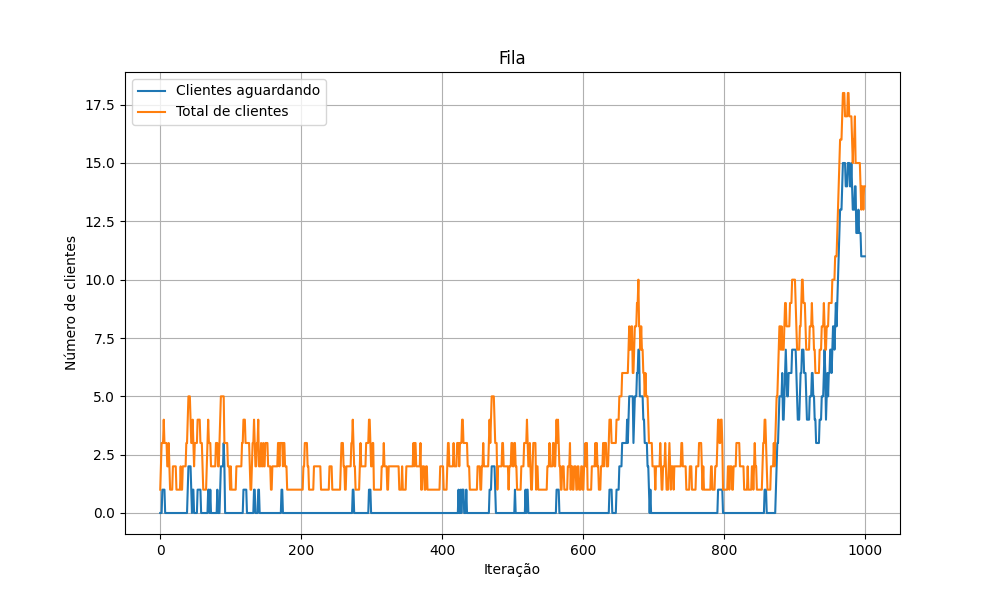 Fila
Clientes aguardando
Total de clientes
Número de clientes
17.5
15.0
12.5
10.0
7.5
5.0
2.5
0.0
0 200 400 600 800 1000
Iteração